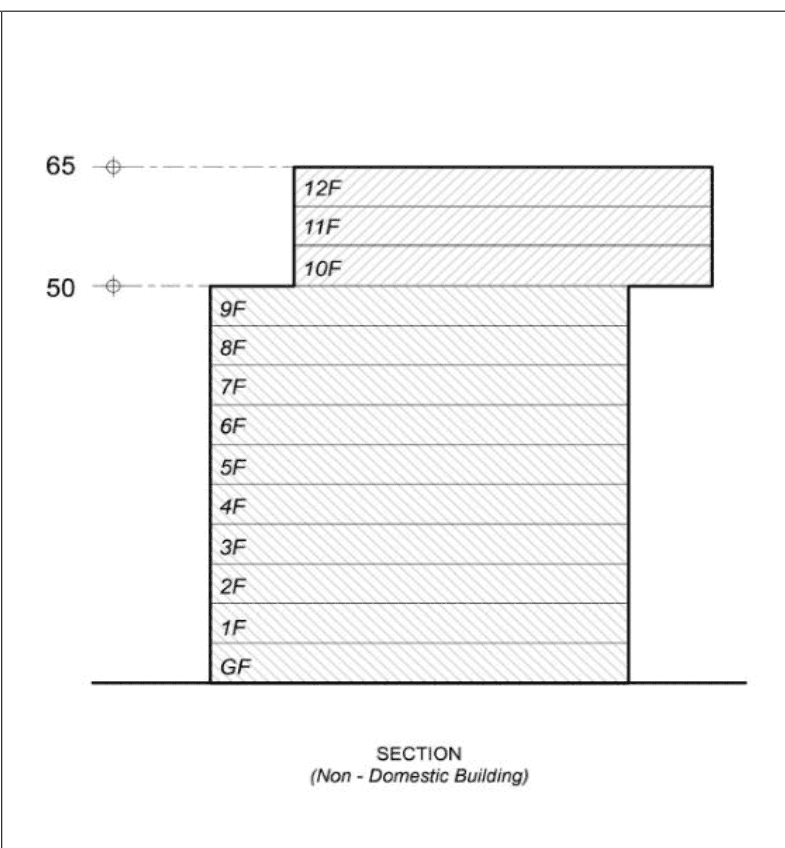 65
12F
11F
10F
50
9F
8F
7F
6F
5F
4F
3F
2F
1F
GF
SECTION
(Non - Domestic Building)